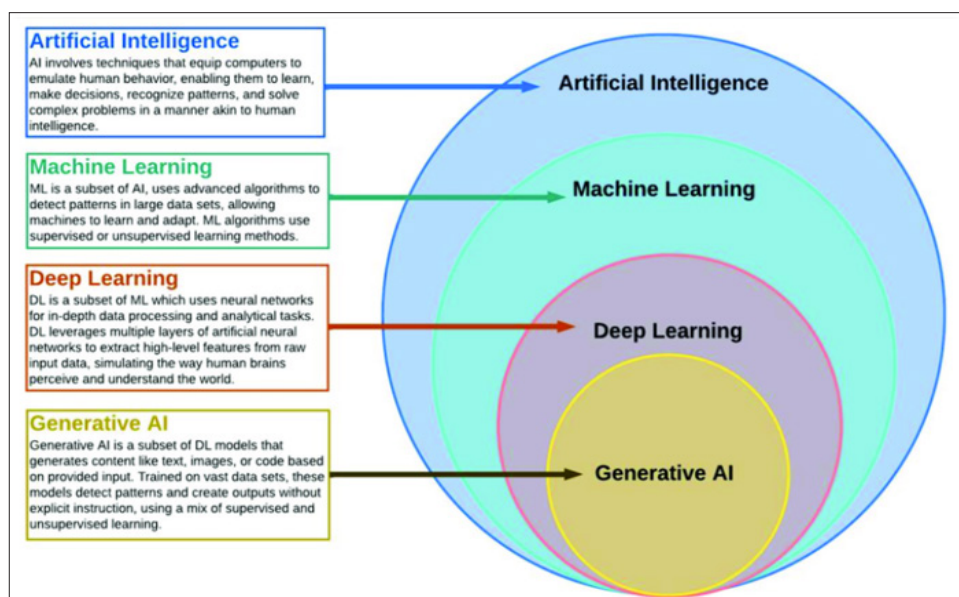 Artificial Intelligence
AI involves techniques that equip computers to
emulate human behavior, enabling them to learn,
make decisions, recognize patterns, and solve
complex problems in a manner akin to human
intelligence.
Machine Learning
ML is a subset of AI, uses advanced algorithms to
detect patterns in large data sets, allowing
machines to learn and adapt. ML algorithms use
supervised or unsupervised learning methods.
Deep Learning
DL is a subset of ML which uses neural networks
for in-depth data processing and analytical tasks.
DL leverages multiple layers of artificial neural
networks to extract high-level features from raw
input data, simulating the way human brains
perceive and understand the world.
Generative AI
Generative AI is a subset of DL models that
generates content like text, images, or code based
on provided input. Trained on vast data sets, these
models detect patterns and create outputs without
explicit instruction, using a mix of supervised and
unsupervised learning.
Artificial Intelligence
Machine Learning
Deep Learning
Generative AI